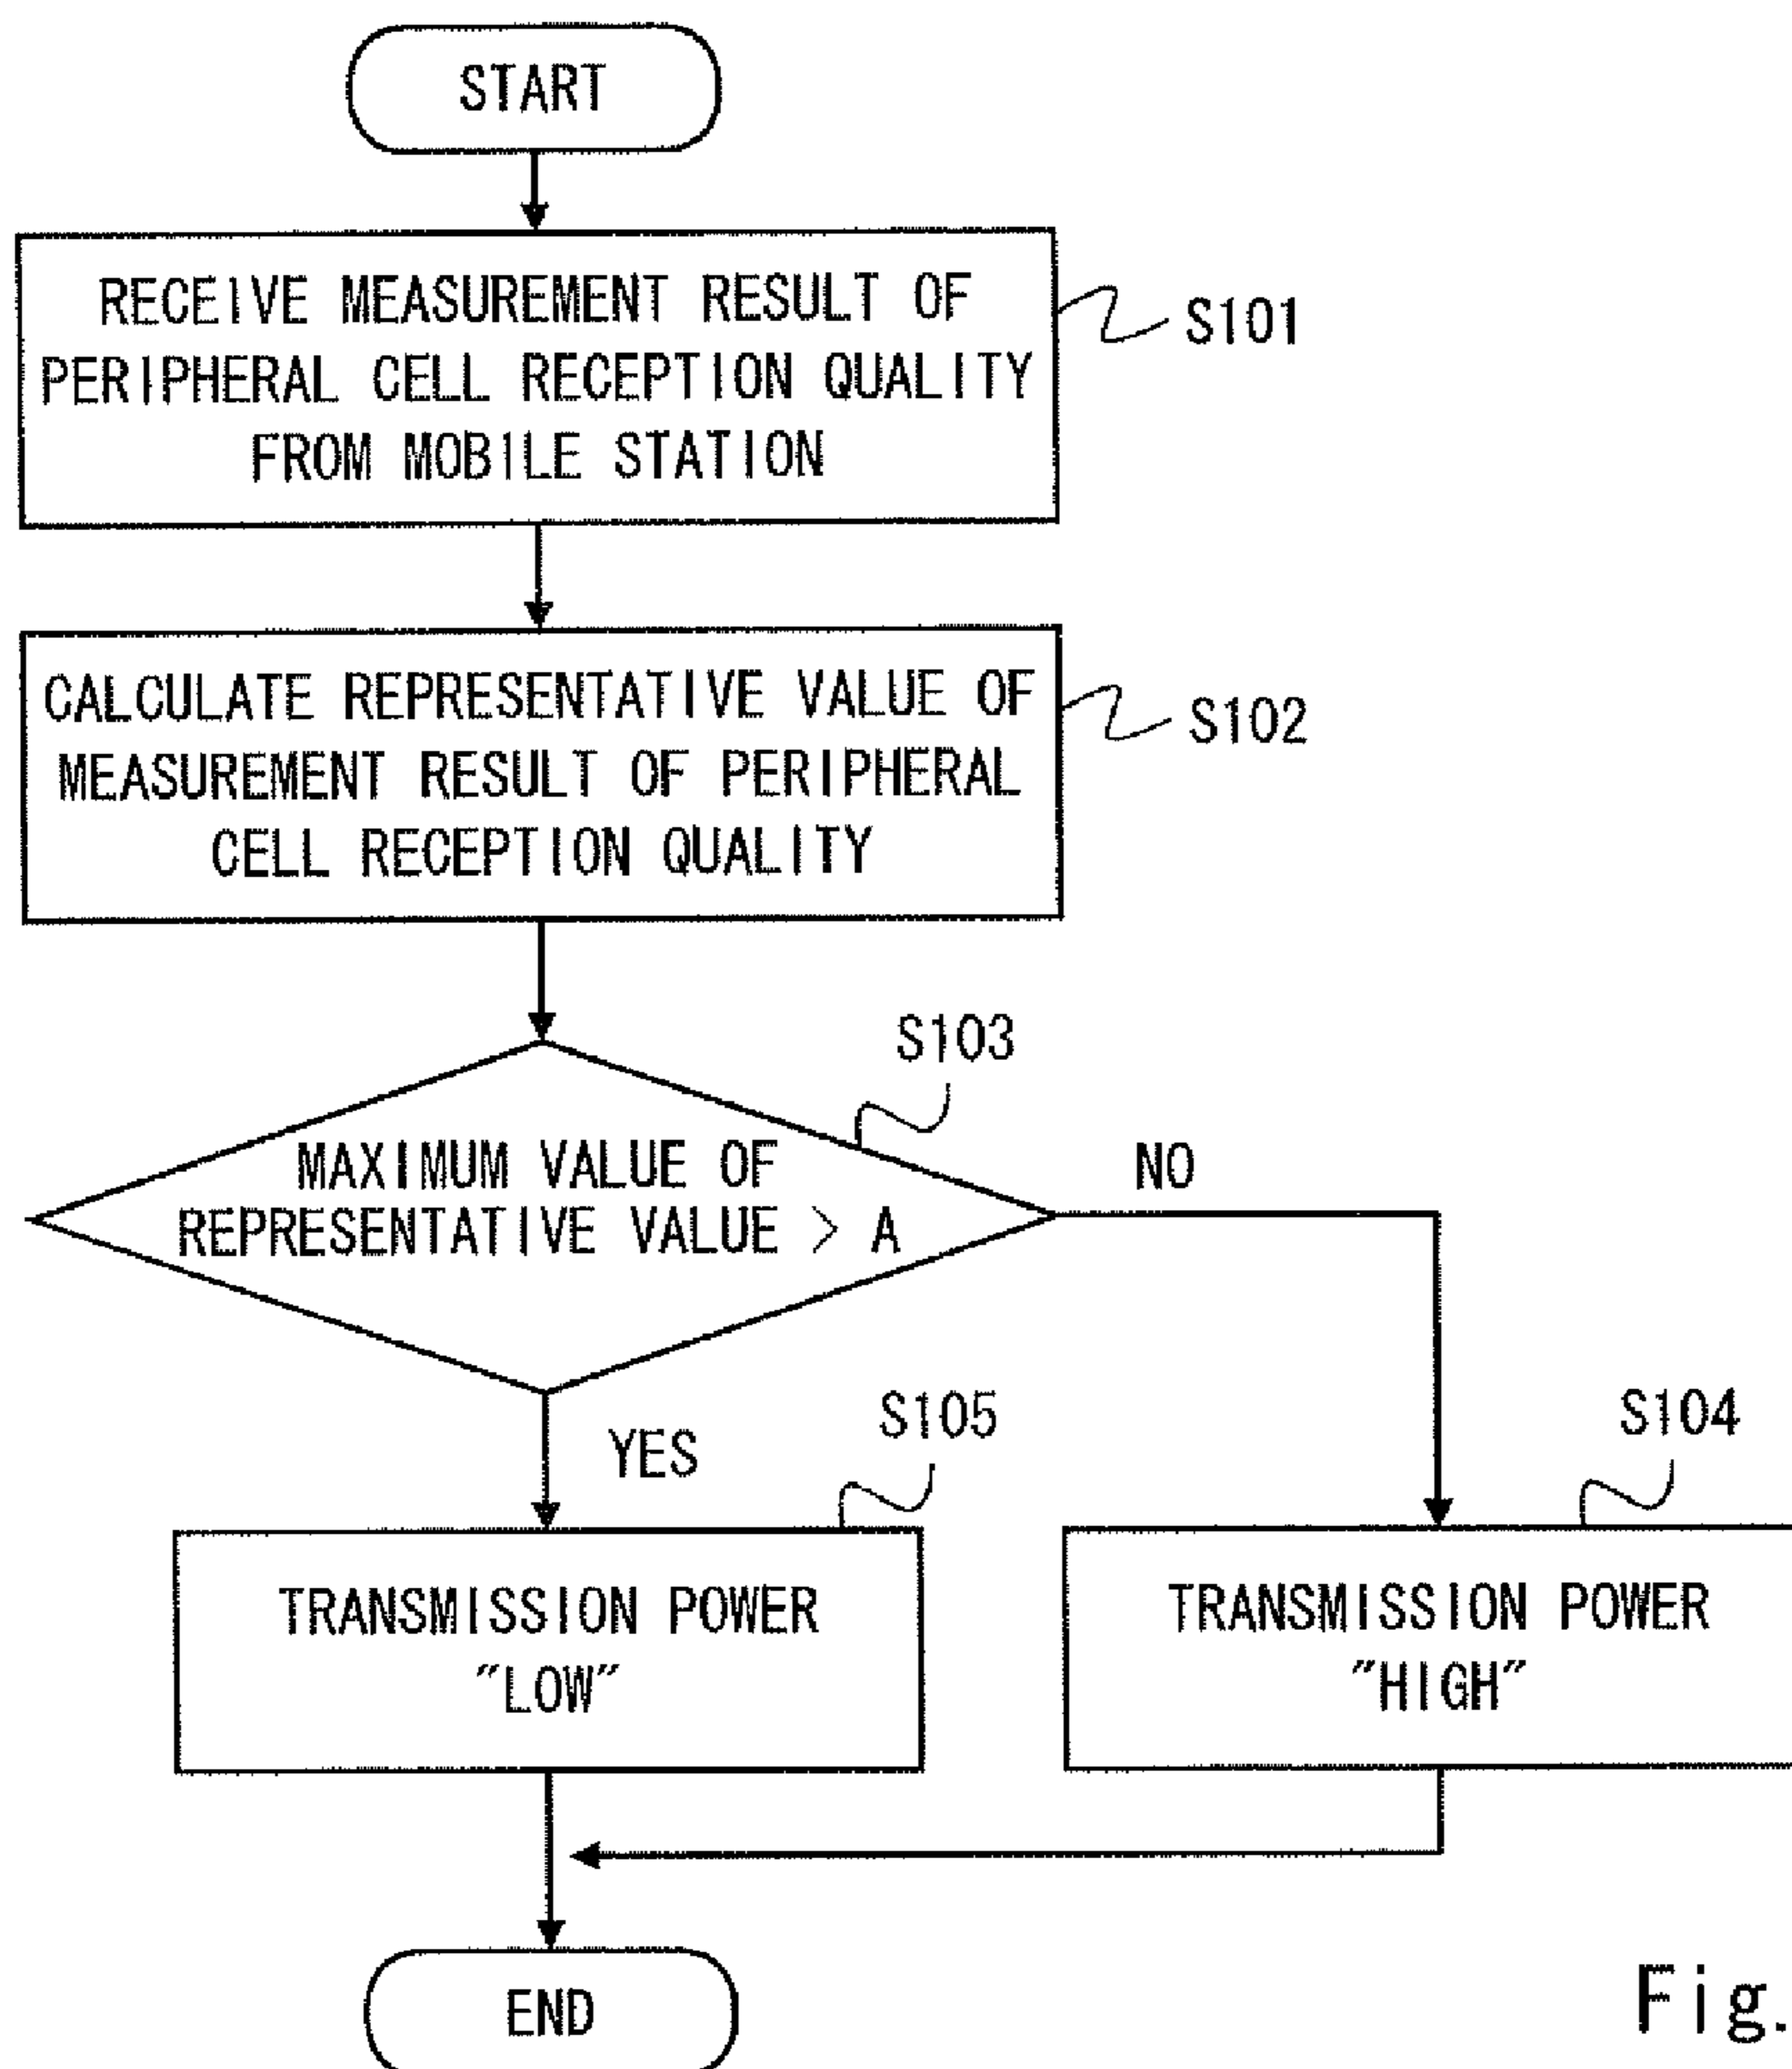 START
RECEIVE MEASUREMENT RESULT OF
PERIPHERAL CELL RECEPTION QUALITY
FROM MOBILE STATION
S101
CALCULATE REPRESENTATIVE VALUE OF
MEASUREMENT RESULT OF PERIPHERAL
CELL RECEPTION QUALITY
S102
S103
MAXIMUM VALUE OF
REPRESENTATIVE VALUE > A
NO
YES
S105
S104
TRANSMISSION POWER
"LOW"
TRANSMISSION POWER
"HIGH"
END
Fig.